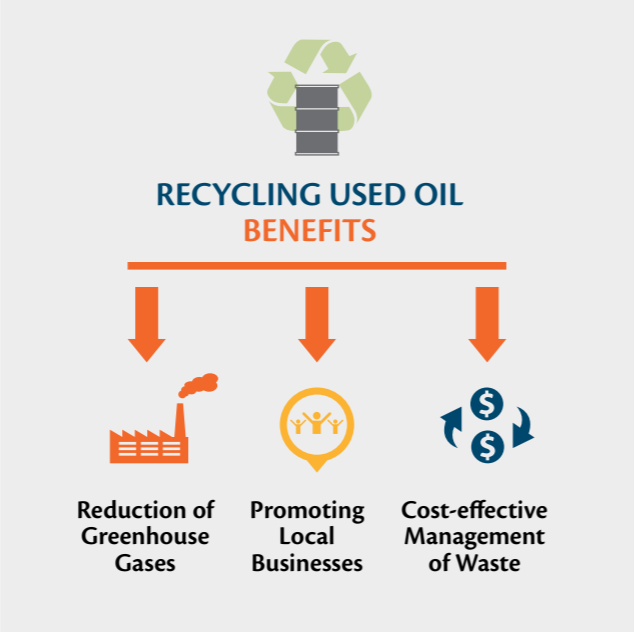 RECYCLING USED OIL
BENEFITS
Reduction of
Greenhouse
Gases
Promoting
Local
Businesses
Cost-effective
Management
of Waste
$
$